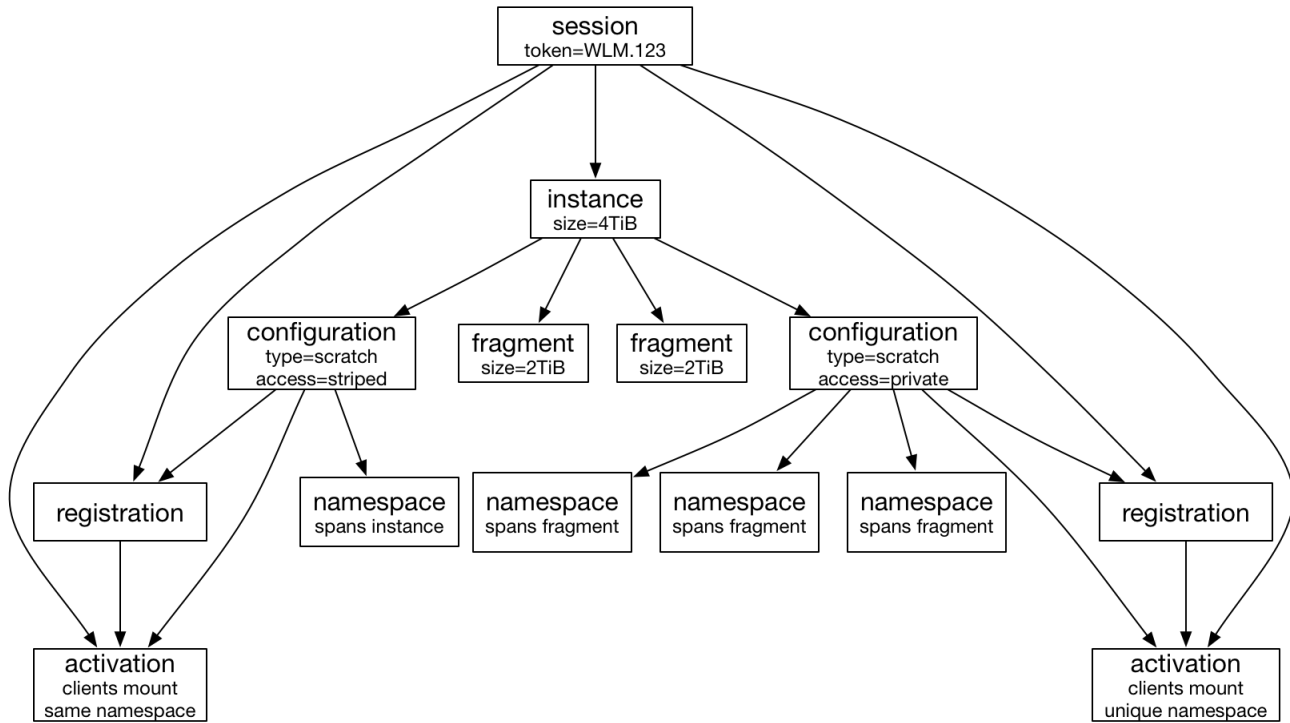 session
token=WLM.123
instance
size=4TiB
configuration
type=scratch
access=striped
fragment
size=2TiB
fragment
size=2TiB
configuration
type=scratch
access=private
registration
namespace
spans instance
namespace
spans fragment
namespace
spans fragment
namespace
spans fragment
registration
activation
clients mount
same namespace
activation
clients mount
unique namespace